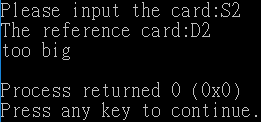 Please input the card:S2
The reference card:D2
too big
Process returned 0 (0x0)
Press any key to continue.